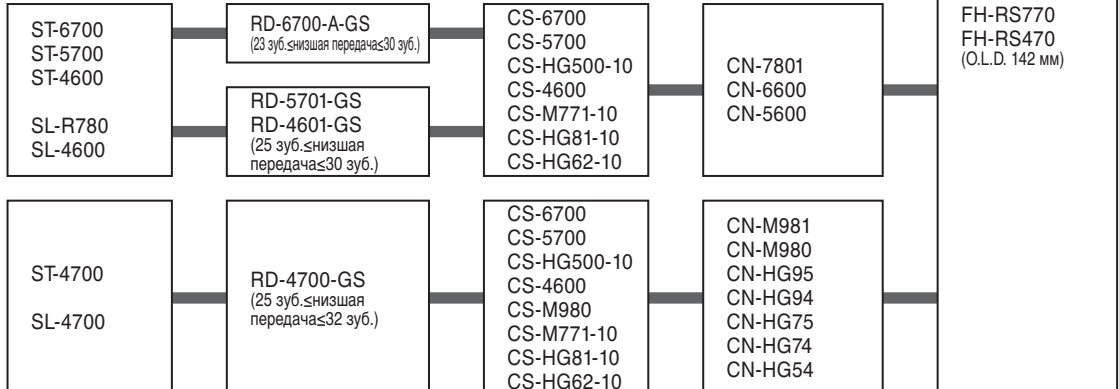 ST-6700
ST-5700
ST-4600
SL-R780
SL-4600
RD-6700-A-GS
(23 зуб.≤низшая передача≤30 зуб.)
RD-5701-GS
RD-4601-GS
(25 зуб.≤низшая
передача≤30 зуб.)
CS-6700
CS-5700
CS-HG500-10
CS-4600
CS-M771-10
CS-HG81-10
CS-HG62-10
CN-7801
CN-6600
CN-5600
FH-RS770
FH-RS470
(O.L.D. 142 мм)
ST-4700
SL-4700
RD-4700-GS
(25 зуб.≤низшая
передача≤32 зуб.)
CS-6700
CS-5700
CS-HG500-10
CS-4600
CS-M980
CS-M771-10
CS-HG81-10
CS-HG62-10
CN-M981
CN-M980
CN-HG95
CN-HG94
CN-HG75
CN-HG74
CN-HG54